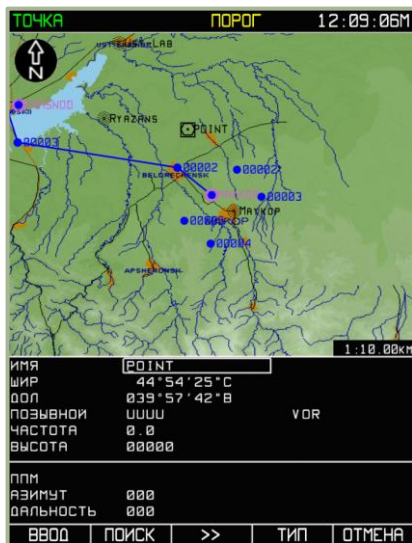 ТОЧКА ПОРОГ 12:09:06М
N
RYAZANS
POINT
00003
00002
00002
BELORECHENSK
00003
MAYKOP
00004
APSHERONSK
1:10.00км
ИМЯ POINT
ШИР 44°54'25"С
ДОЛ 039°57'42"В
ПОЗЫВНОЙ UUUU VOR
ЧАСТОТА 0.0
ВЫСОТА 00000
ППМ
АЗИМУТ 000
ДАЛЬНОСТЬ 000
ВВОД ПОИСК >> ТИП ОТМЕНА